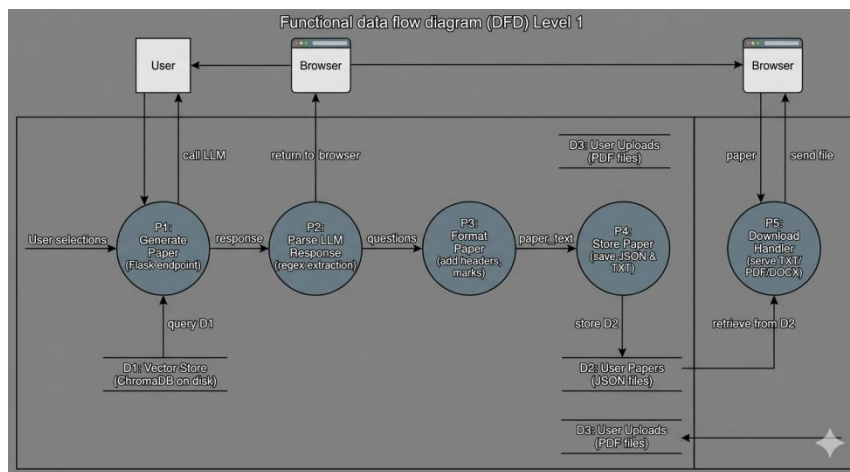 Functional data flow diagram (DFD) Level 1
User
Browser
Browser
call LLM
return to browser
D3: User Uploads
(PDF files)
paper
send file
User selections
P1:
Generate
Paper
(Flask endpoint)
response
P2:
Parse LLM
Response
(regex extraction)
questions
P3:
Format
Paper
(add headers,
marks)
paper_text
P4:
Store Paper
(save JSON &
TXT)
P5:
Download
Handler
(serve TXT/
PDF/DOCX)
query D1
store D2
retrieve from D2
D1: Vector Store
(ChromaDB on disk)
D2: User Papers
(JSON files)
D3: User Uploads
(PDF files)